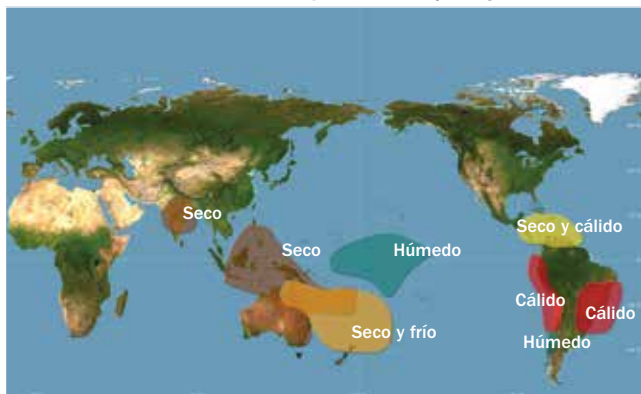 Seco
Seco
Húmedo
Seco y cálido
Cálido
Cálido
Seco y frío
Húmedo